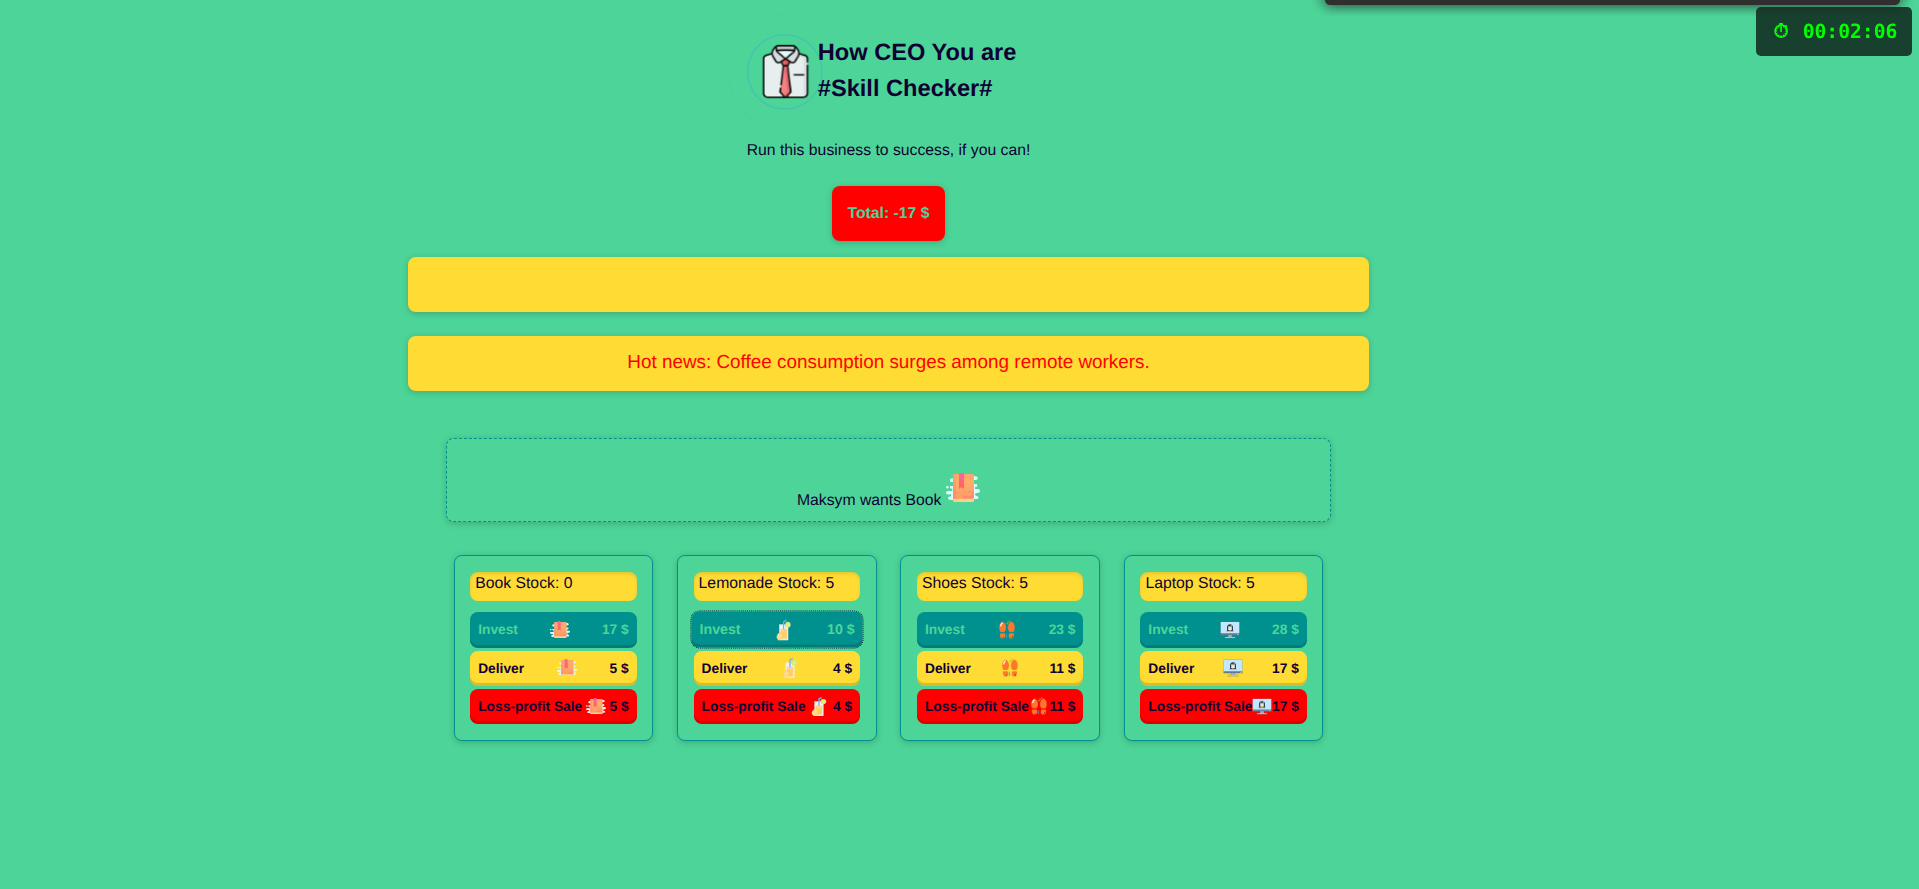 ⏱ 00:02:06
How CEO You are
#Skill Checker#
Run this business to success, if you can!
Total: -17 $
Hot news: Coffee consumption surges among remote workers.
Maksym wants Book
Book Stock: 0
Invest 17 $
Deliver 5 $
Loss-profit Sale 5 $
Lemonade Stock: 5
Invest 10 $
Deliver 4 $
Loss-profit Sale 4 $
Shoes Stock: 5
Invest 23 $
Deliver 11 $
Loss-profit Sale 11 $
Laptop Stock: 5
Invest 28 $
Deliver 17 $
Loss-profit Sale 17 $